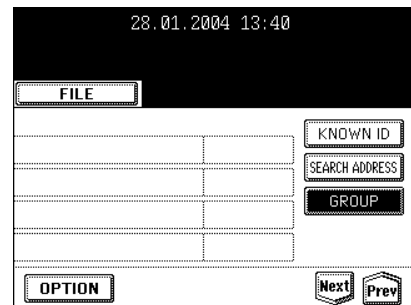 28.01.2004 13:40
FILE
KNOWN ID
SEARCH ADDRESS
GROUP
OPTION
Next
Prev